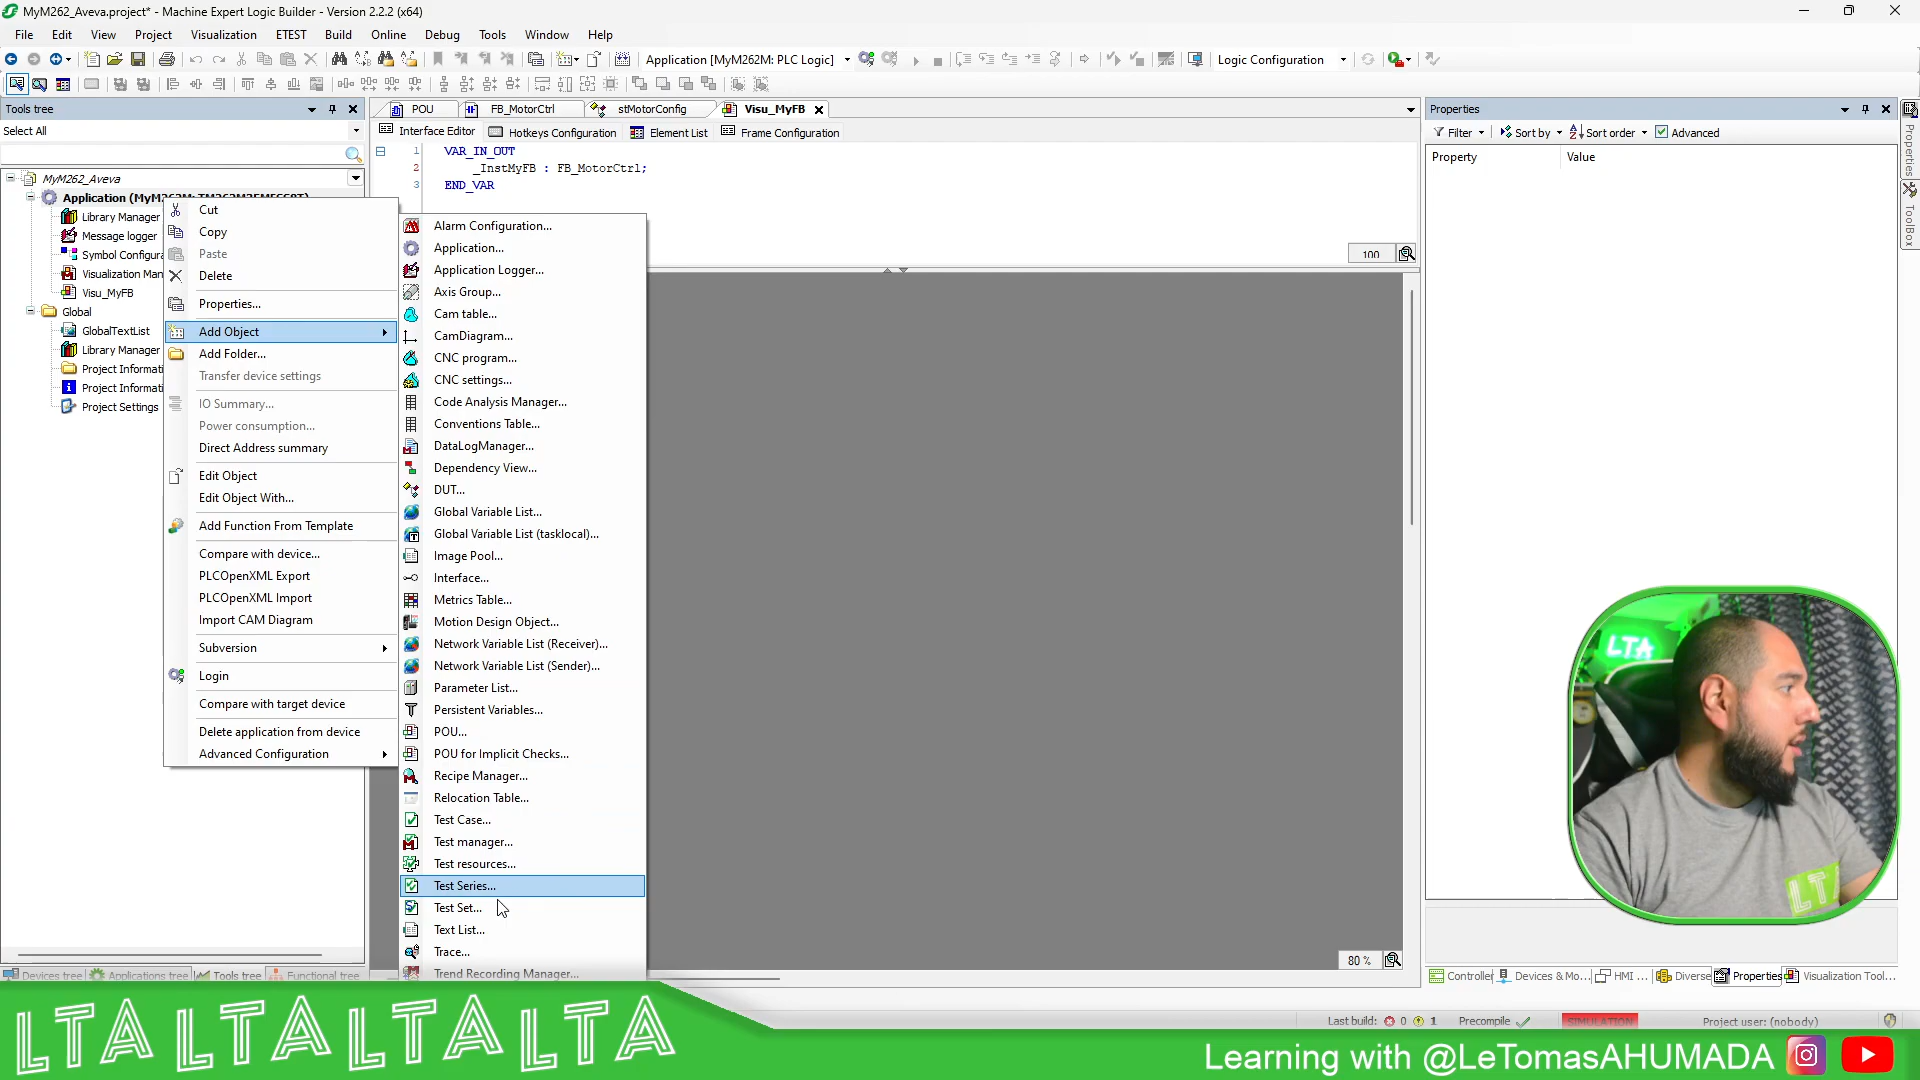 MyM262_Aveva.project* - Machine Expert Logic Builder - Version 2.2.2 (x64)
File Edit View Project Visualization ETEST Build Online Debug Tools Window Help
Application [MyM262M: PLC Logic] Logic Configuration
Tools tree
Select All
MyM262_Aveva
Library Manager
Message logger
Symbol Configura
Visualization Man
Visu_MyFB
Global
GlobalTextList
Library Manager
Project Informati
Project Informati
Project Settings
Cut
Copy
Paste
Delete
Properties...
Add Object
Add Folder...
Transfer device settings
IO Summary...
Power consumption...
Direct Address summary
Edit Object
Edit Object With...
Add Function From Template
Compare with device...
PLCOpenXML Export
PLCOpenXML Import
Import CAM Diagram
Subversion
Login
Compare with target device
Delete application from device
Advanced Configuration
Alarm Configuration...
Application...
Application Logger...
Axis Group...
Cam table...
CamDiagram...
CNC program...
CNC settings...
Code Analysis Manager...
Conventions Table...
DataLogManager...
Dependency View...
DUT...
Global Variable List...
Global Variable List (tasklocal)...
Image Pool...
Interface...
Metrics Table...
Motion Design Object...
Network Variable List (Receiver)...
Network Variable List (Sender)...
Parameter List...
Persistent Variables...
POU...
POU for Implicit Checks...
Recipe Manager...
Relocation Table...
Test Case...
Test manager...
Test resources...
Test Series...
Test Set...
Text List...
Trace...
Trend Recording Manager...
POU FB_MotorCtrl stMotorConfig Visu_MyFB
Interface Editor Hotkeys Configuration Element List Frame Configuration
1 VAR_IN_OUT
2 _InstMyFB : FB_MotorCtrl;
3 END_VAR
100
80 %
Properties
Filter Sort by Sort order Advanced
Property Value
Properties
ToolBox
LTA
LTA
Devices tree Applications tree Tools tree Functional tree
Controller Devices & Mo... HMI ... Diverse Properties Visualization Tool...
Last build: 0 1 Precompile SIMULATION Project user: (nobody)
LTALTALTALTA
Learning with @LeTomasAHUMADA